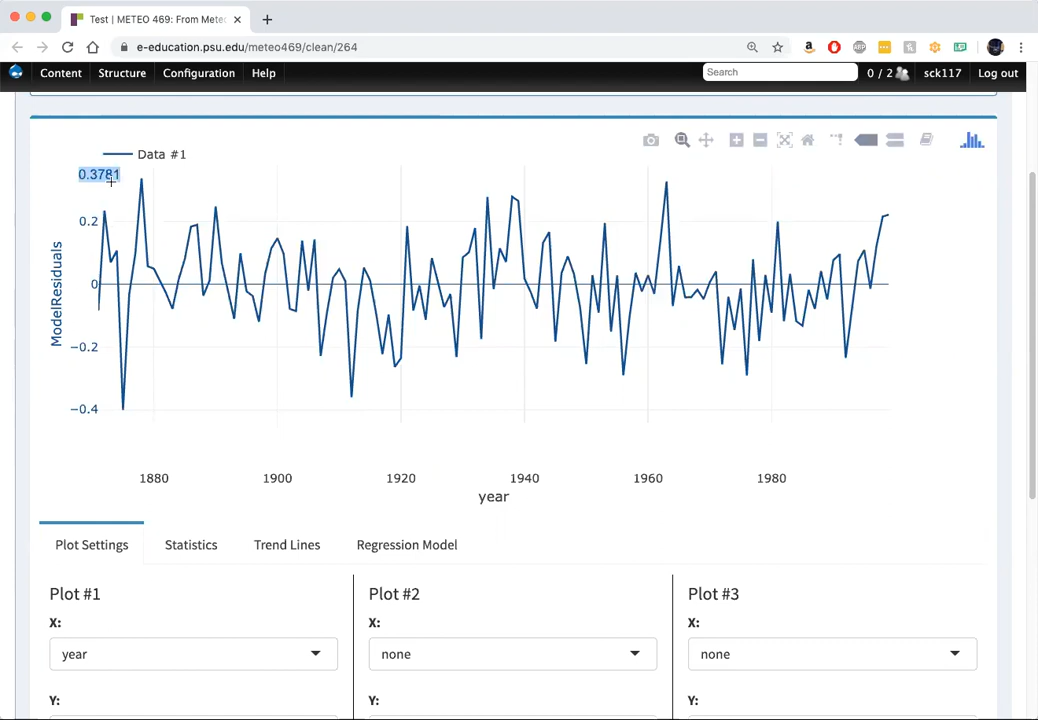 Test | METEO 469: From Mete
e-education.psu.edu/meteo469/clean/264
ABP
Content Structure Configuration Help Search 0 / 2 sck117 Log out
Data #1
0.3781
0.2
0
−0.2
−0.4
ModelResiduals
1880 1900 1920 1940 1960 1980
year
Plot Settings Statistics Trend Lines Regression Model
Plot #1 Plot #2 Plot #3
X: X: X:
year none none
Y: Y: Y: